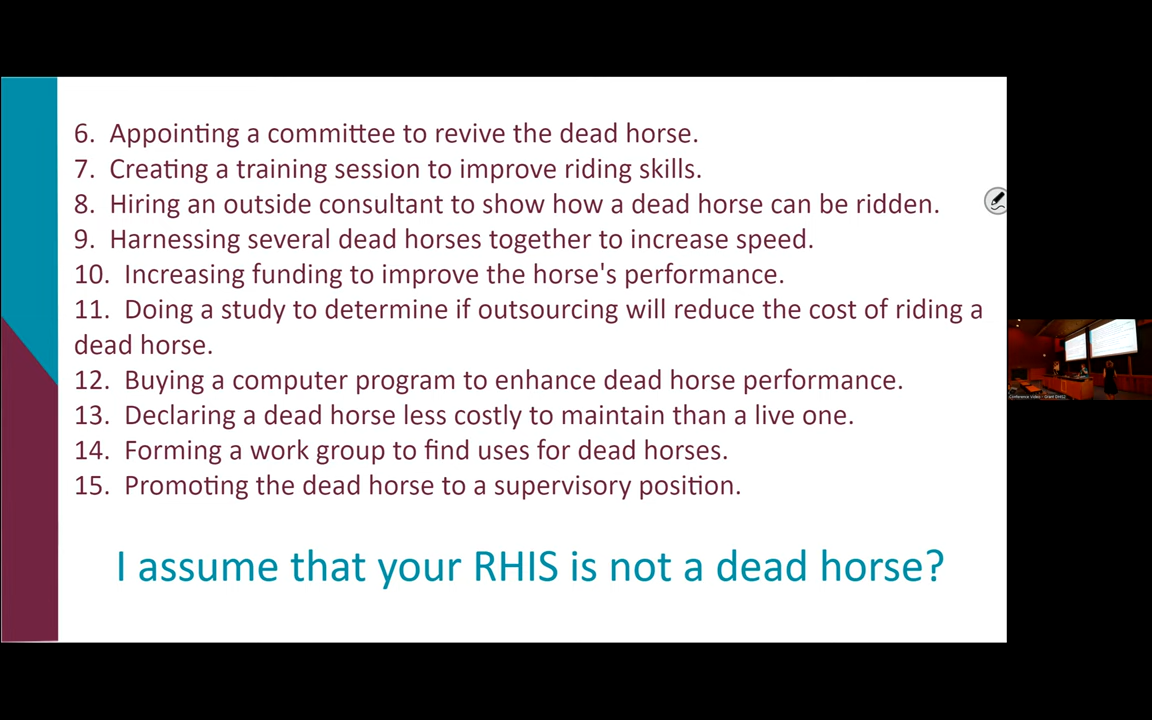 6. Appointing a committee to revive the dead horse.
7. Creating a training session to improve riding skills.
8. Hiring an outside consultant to show how a dead horse can be ridden.
9. Harnessing several dead horses together to increase speed.
10. Increasing funding to improve the horse's performance.
11. Doing a study to determine if outsourcing will reduce the cost of riding a
dead horse.
12. Buying a computer program to enhance dead horse performance.
13. Declaring a dead horse less costly to maintain than a live one.
14. Forming a work group to find uses for dead horses.
15. Promoting the dead horse to a supervisory position.
I assume that your RHIS is not a dead horse?